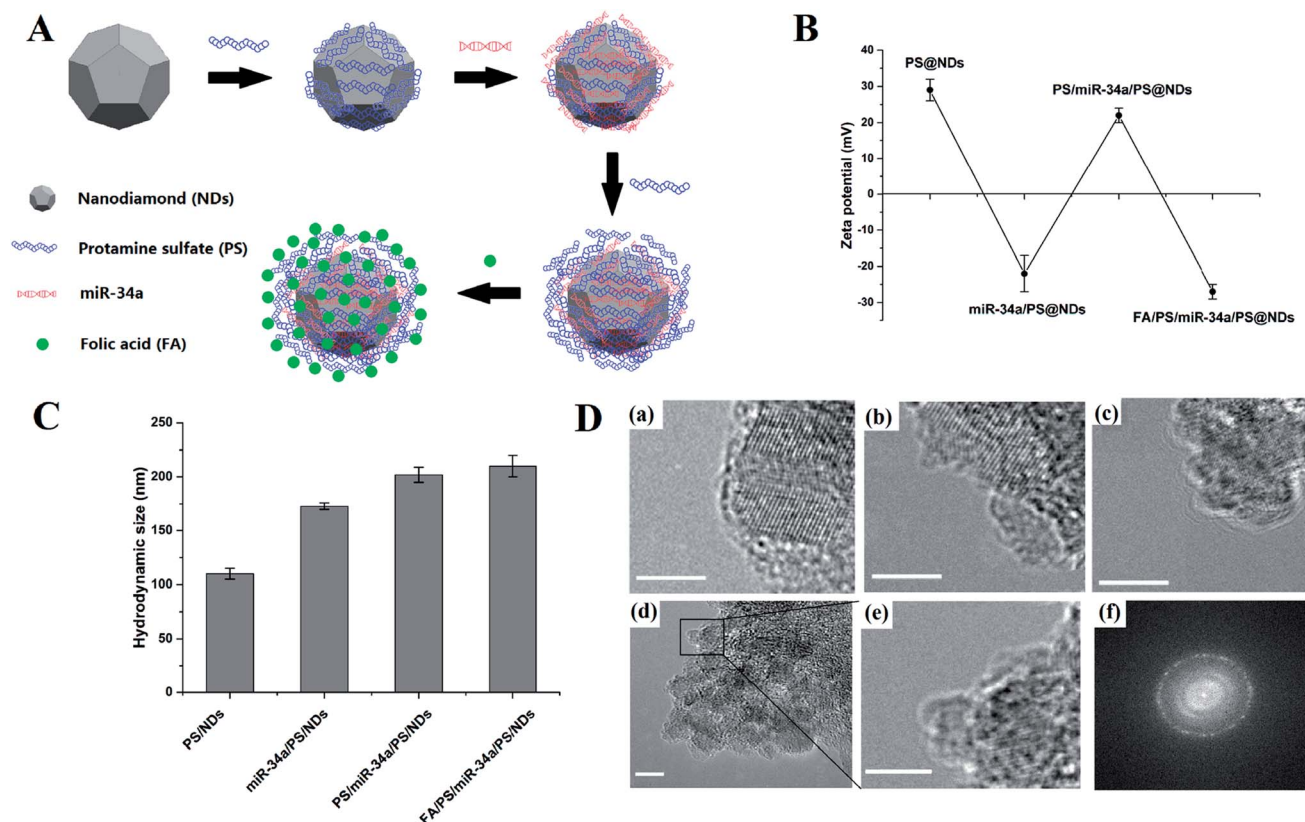 A
Nanodiamond (NDs)
Protamine sulfate (PS)
miR-34a
Folic acid (FA)
B
Zeta potential (mV)
40
30
20
10
0
-10
-20
-30
PS@NDs
PS/miR-34a/PS@NDs
miR-34a/PS@NDs
FA/PS/miR-34a/PS@NDs
C
Hydrodynamic size (nm)
250
200
150
100
50
0
PS/NDs
miR-34a/PS/NDs
PS/miR-34a/PS/NDs
FA/PS/miR-34a/PS/NDs
D
(a)
(b)
(c)
(d)
(e)
(f)